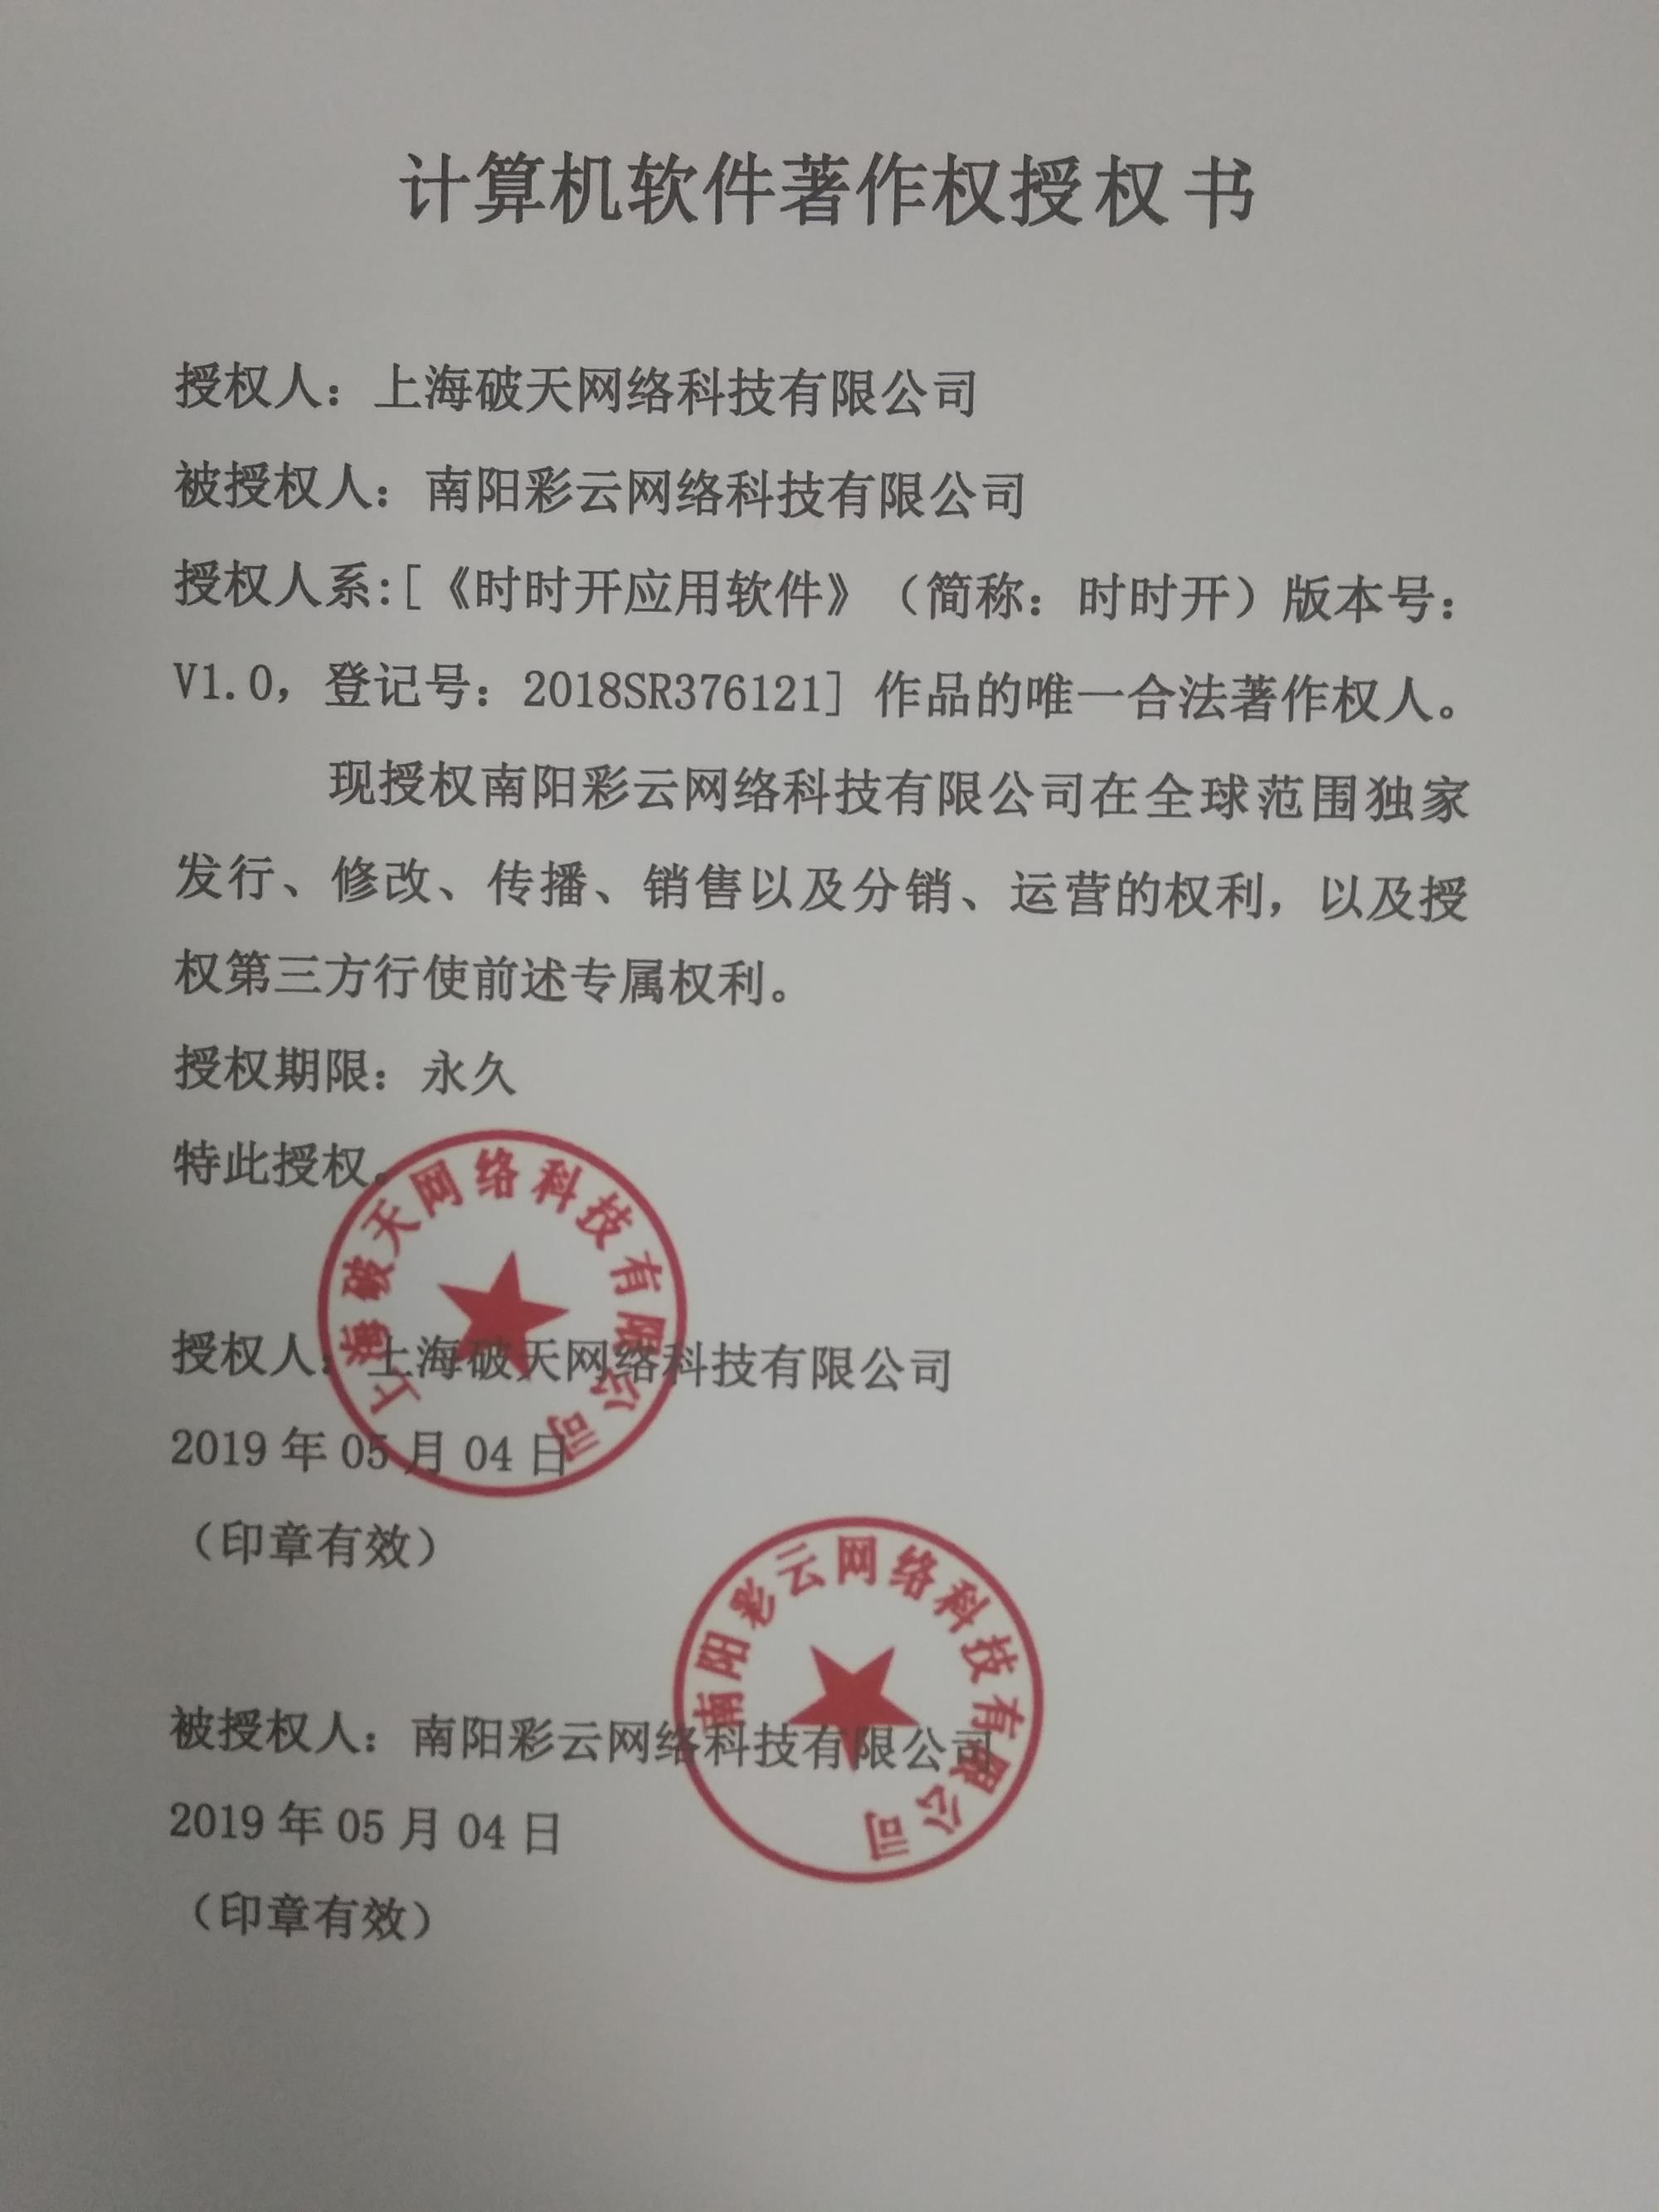 计算机软件著作权授权书
授权人：上海破天网络科技有限公司
被授权人：南阳彩云网络科技有限公司
授权人系:[《时时开应用软件》（简称：时时开）版本号：
V1.0，登记号：2018SR376121] 作品的唯一合法著作权人。
现授权南阳彩云网络科技有限公司在全球范围独家
发行、修改、传播、销售以及分销、运营的权利，以及授
权第三方行使前述专属权利。
授权期限：永久
特此授权。
上海破天网络科技有限公司
授权人：上海破天网络科技有限公司
2019 年 05 月 04 日
（印章有效）
南阳彩云网络科技有限公司
被授权人：南阳彩云网络科技有限公司
2019 年 05 月 04 日
（印章有效）